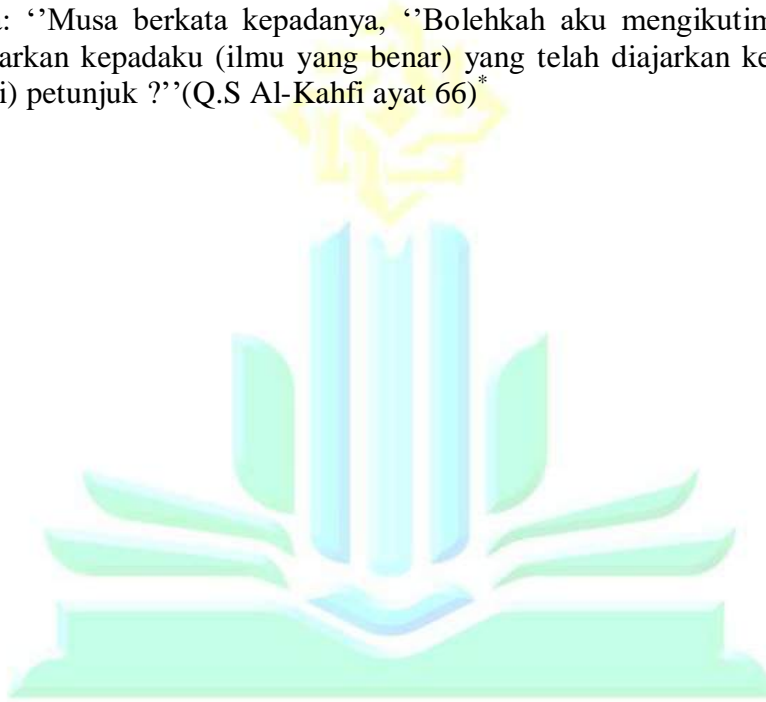 : ‘’Musa berkata kepadanya, ‘’Bolehkah aku mengikutim
arkan kepadaku (ilmu yang benar) yang telah diajarkan ke
i) petunjuk ?’’(Q.S Al-Kahfi ayat 66)*